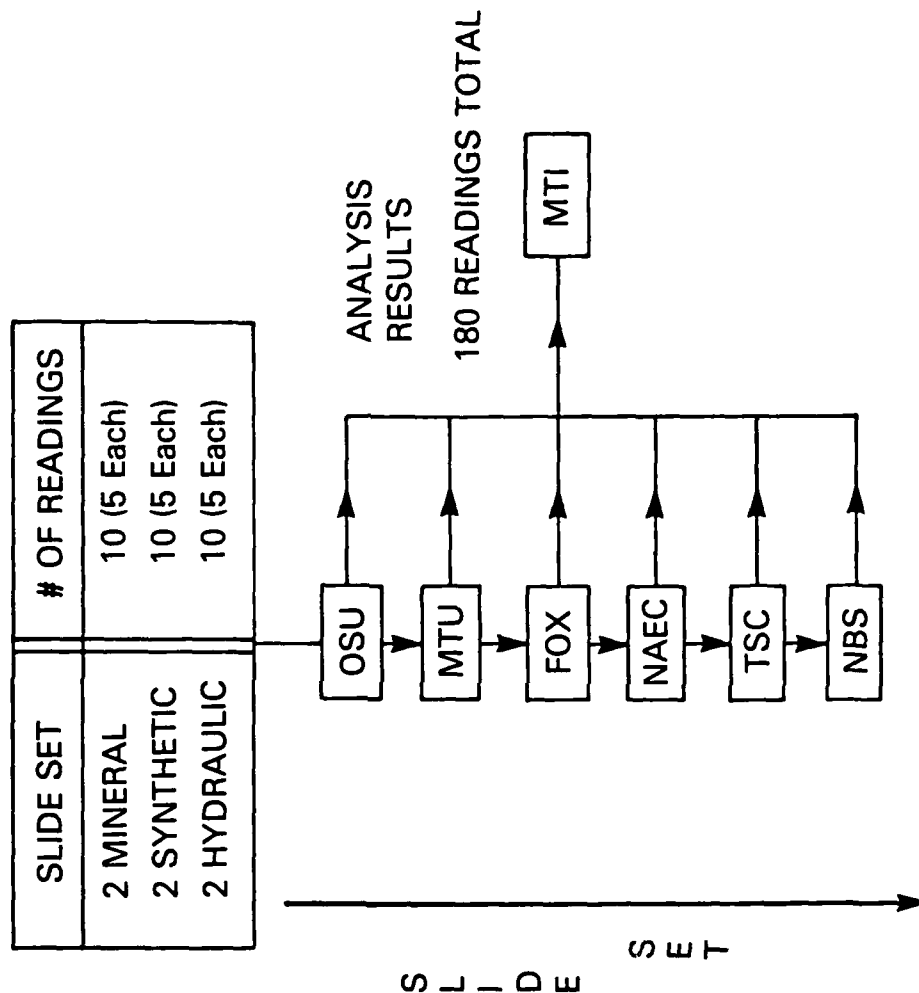 SLIDE SET # OF READINGS
2 MINERAL 10 (5 Each)
2 SYNTHETIC 10 (5 Each)
2 HYDRAULIC 10 (5 Each)
SLIDE
SET
OSU
MTU
FOX
NAEC
TSC
NBS
ANALYSIS
RESULTS
180 READINGS TOTAL
MTI